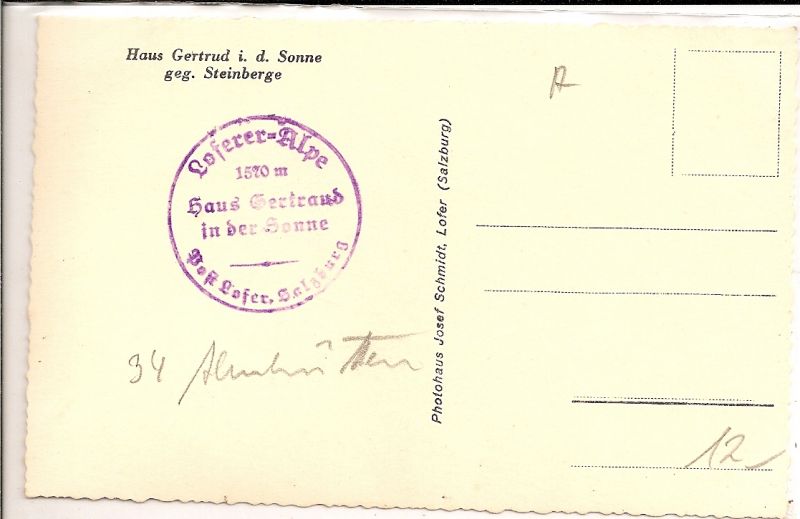 Haus Gertrud i. d. Sonne
geg. Steinberge
A
Loferer-Alpe
1570 m
Haus Gertraud
in der Sonne
Post Lofer, Salzburg
Photohaus Josef Schmidt, Lofer (Salzburg)
34 Almhütten
12